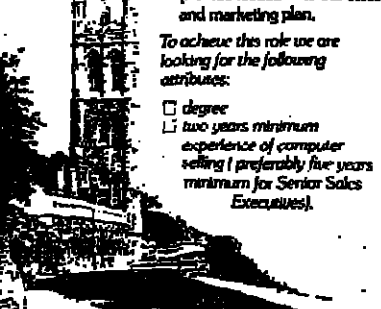 and marketing plan.
To achieve this role we are
looking for the following
attributes:
□ degree
□ two years minimum
experience of computer
selling ( preferably five years
minimum for Senior Sales
Executives).